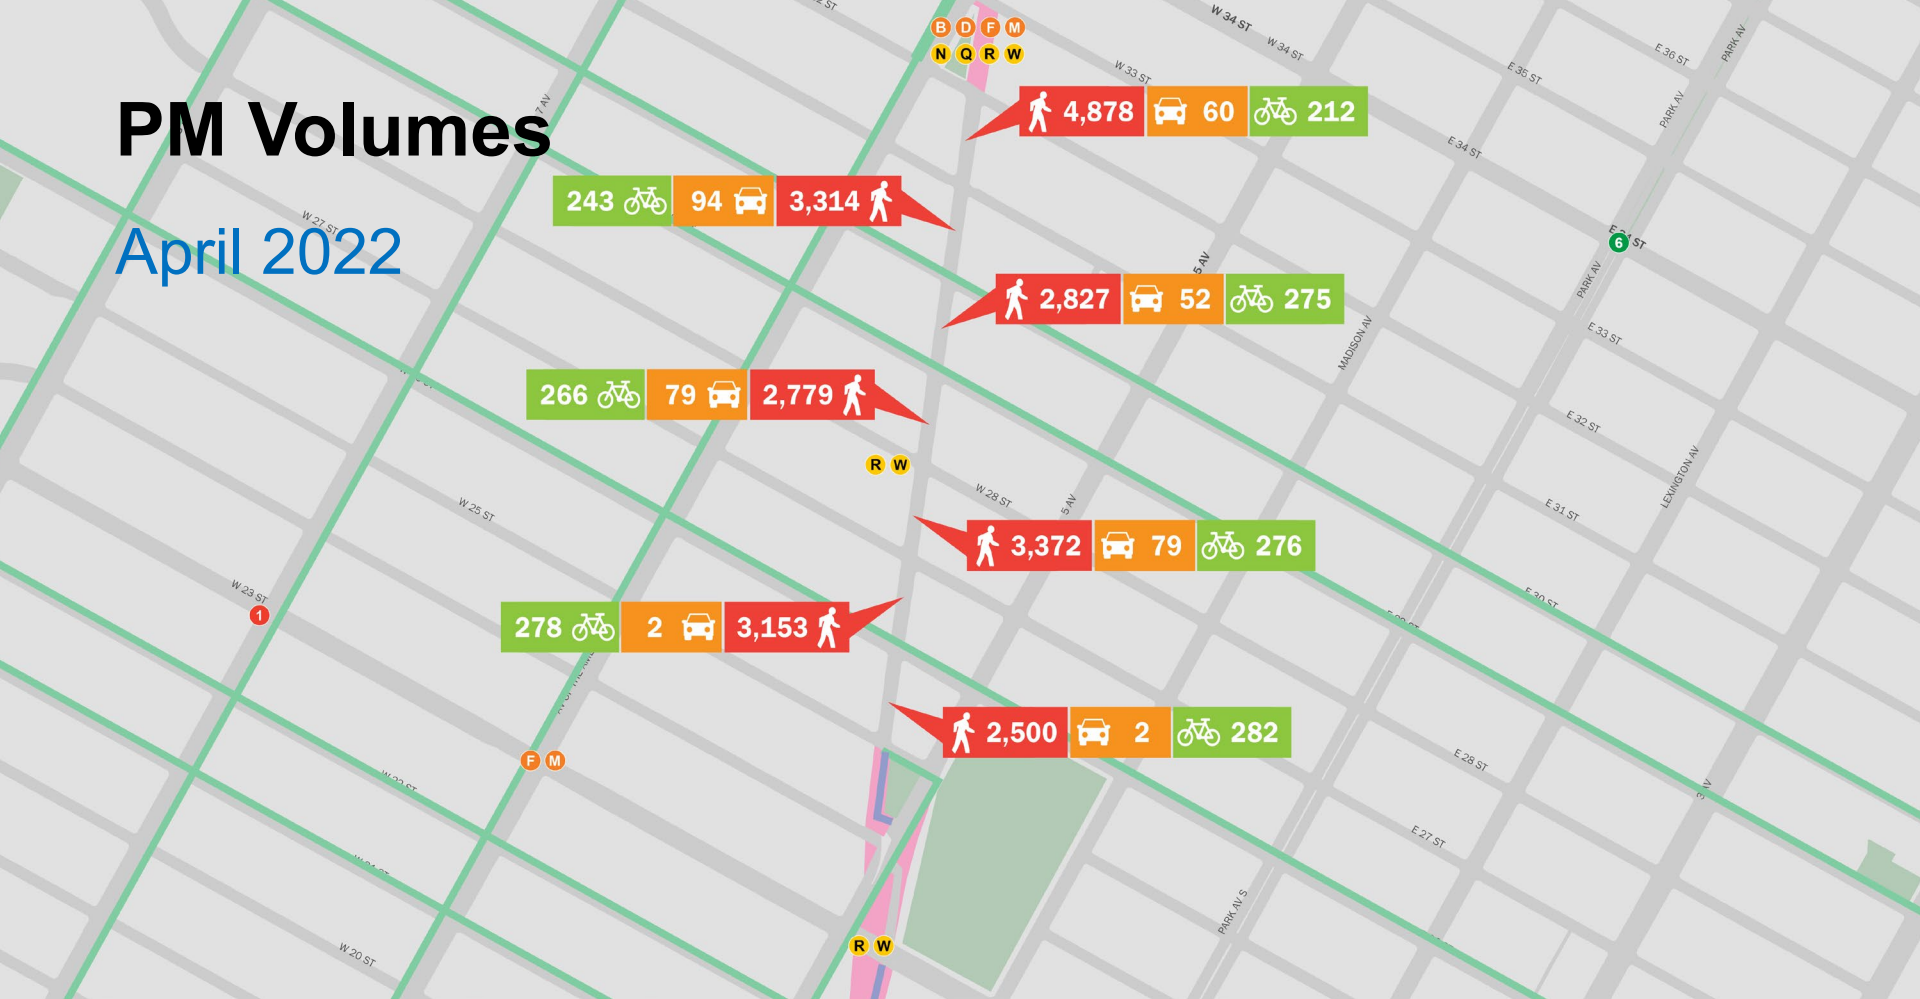 PM Volumes
April 2022
B D F M
N Q R W
W 34 ST
W 34 ST
W 33 ST
E 36 ST
E 35 ST
E 34 ST
PARK AV
PARK AV
PARK AV
7 AV
4,878 60 212
243 94 3,314
W 27 ST
5 AV
6
2,827 52 275
MADISON AV
E 33 ST
266 79 2,779
E 32 ST
R W
W 28 ST
5 AV
LEXINGTON AV
W 25 ST
E 31 ST
3,372 79 276
W 23 ST
1
E 30 ST
278 2 3,153
2,500 2 282
F M
E 28 ST
E 27 ST
PARK AV S
R W
W 20 ST